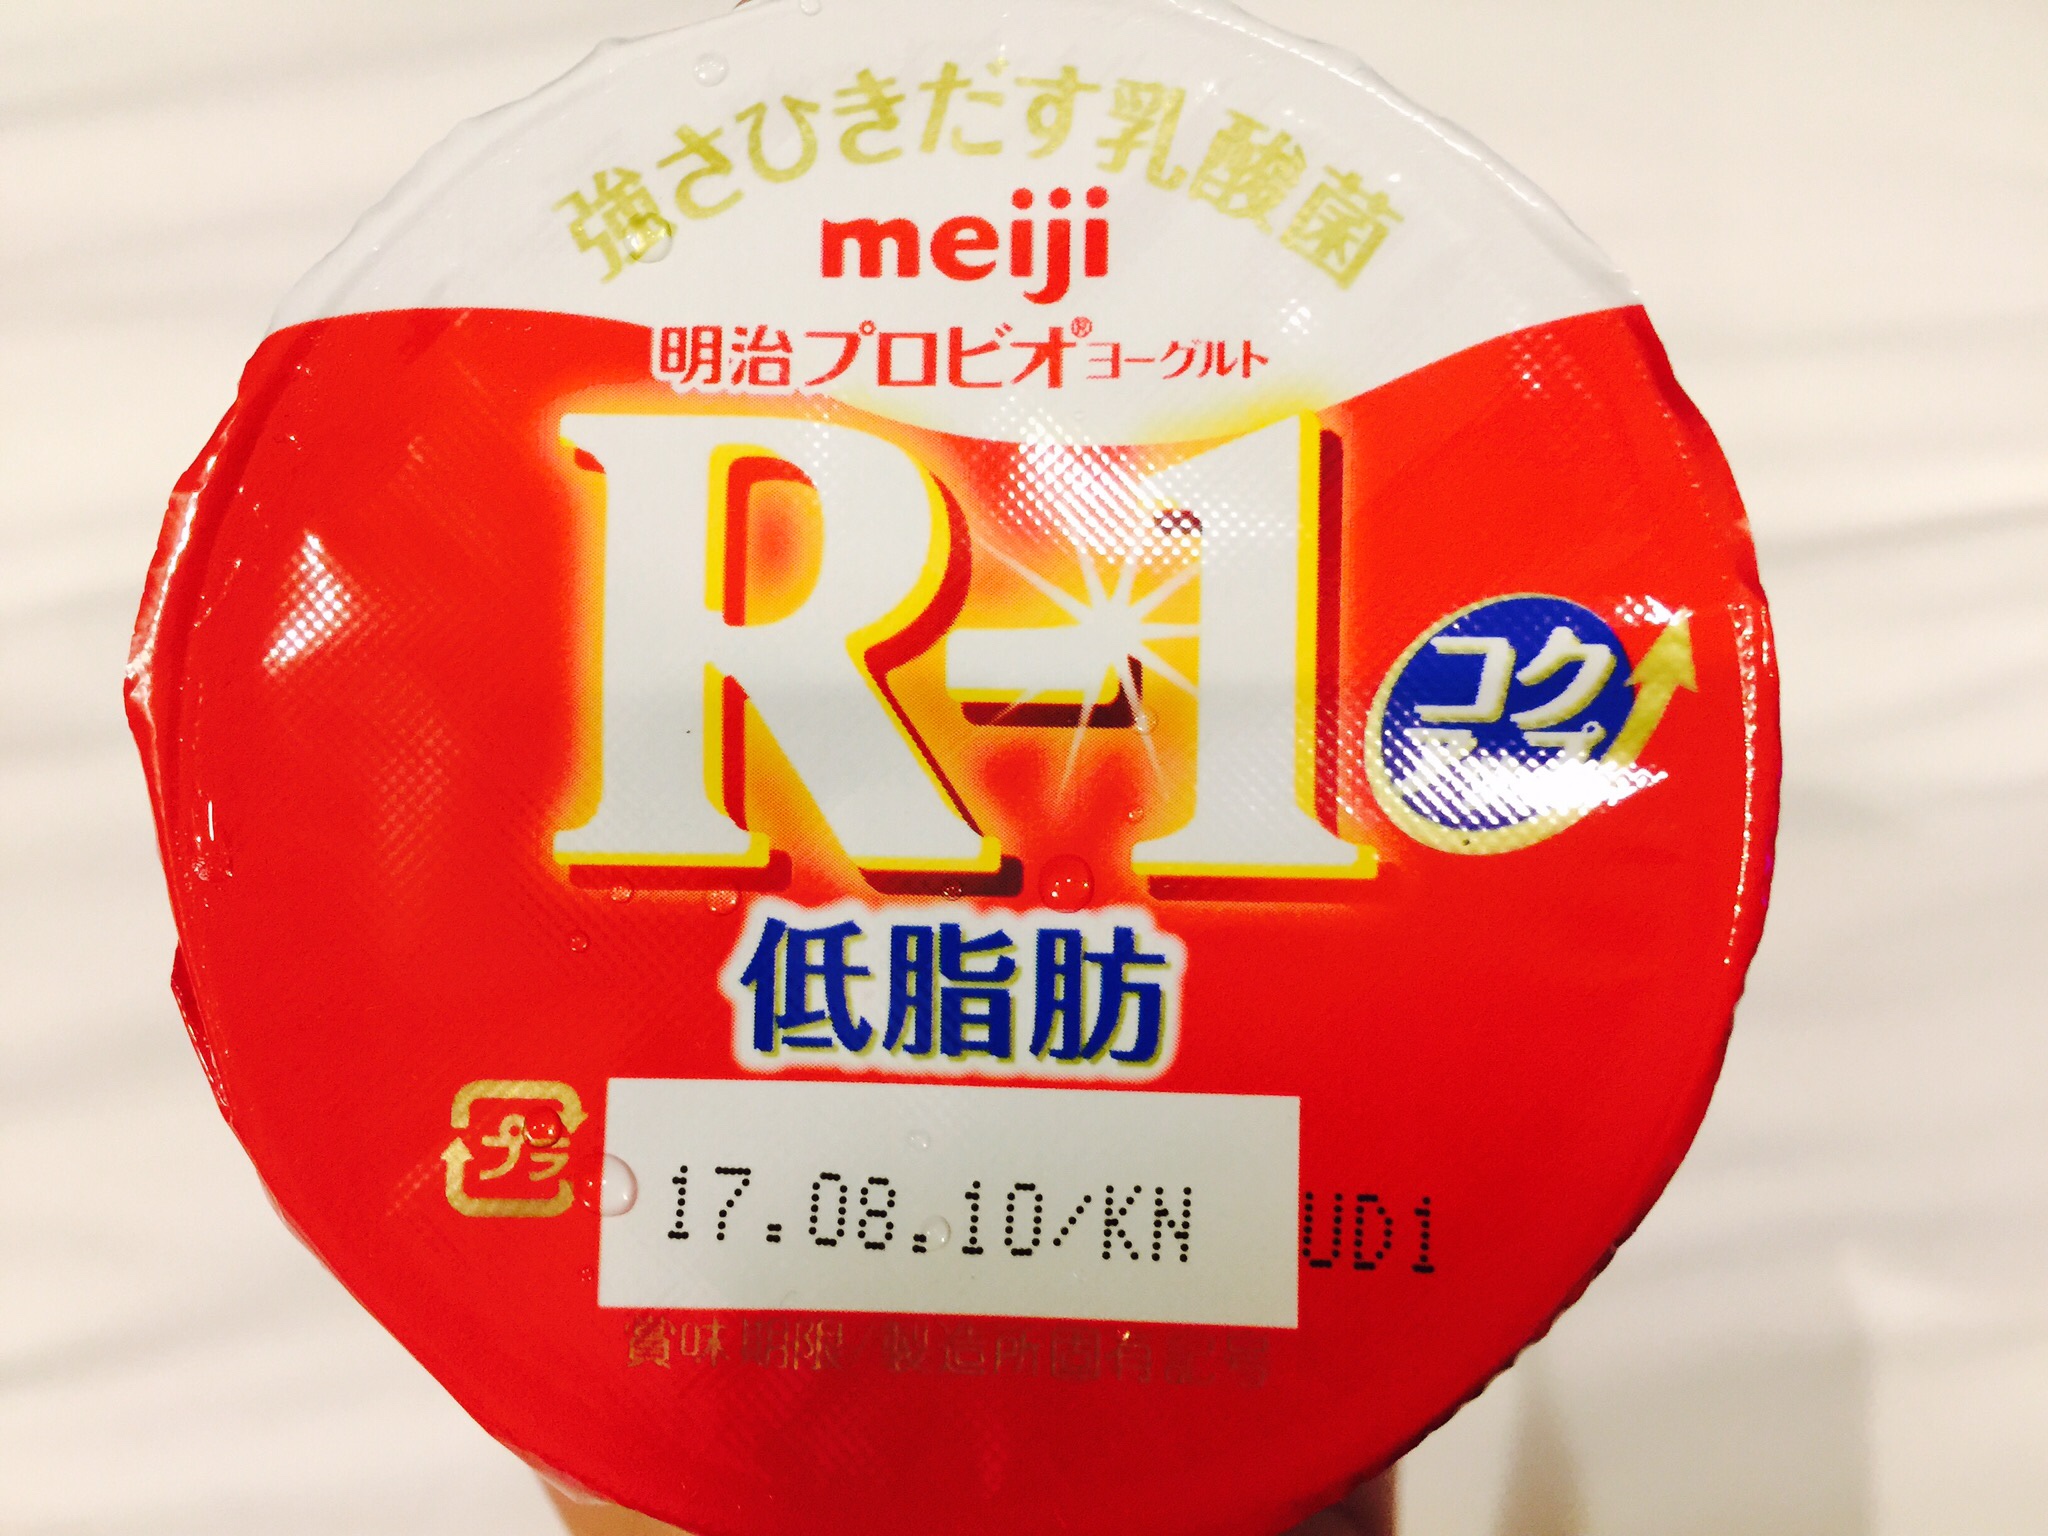 強さひきだす乳酸菌
meiji
明治プロビオ®ヨーグルト
R-1
コク
低脂肪
プラ
17.08.10/KN UD1
賞味期限/製造所固有記号